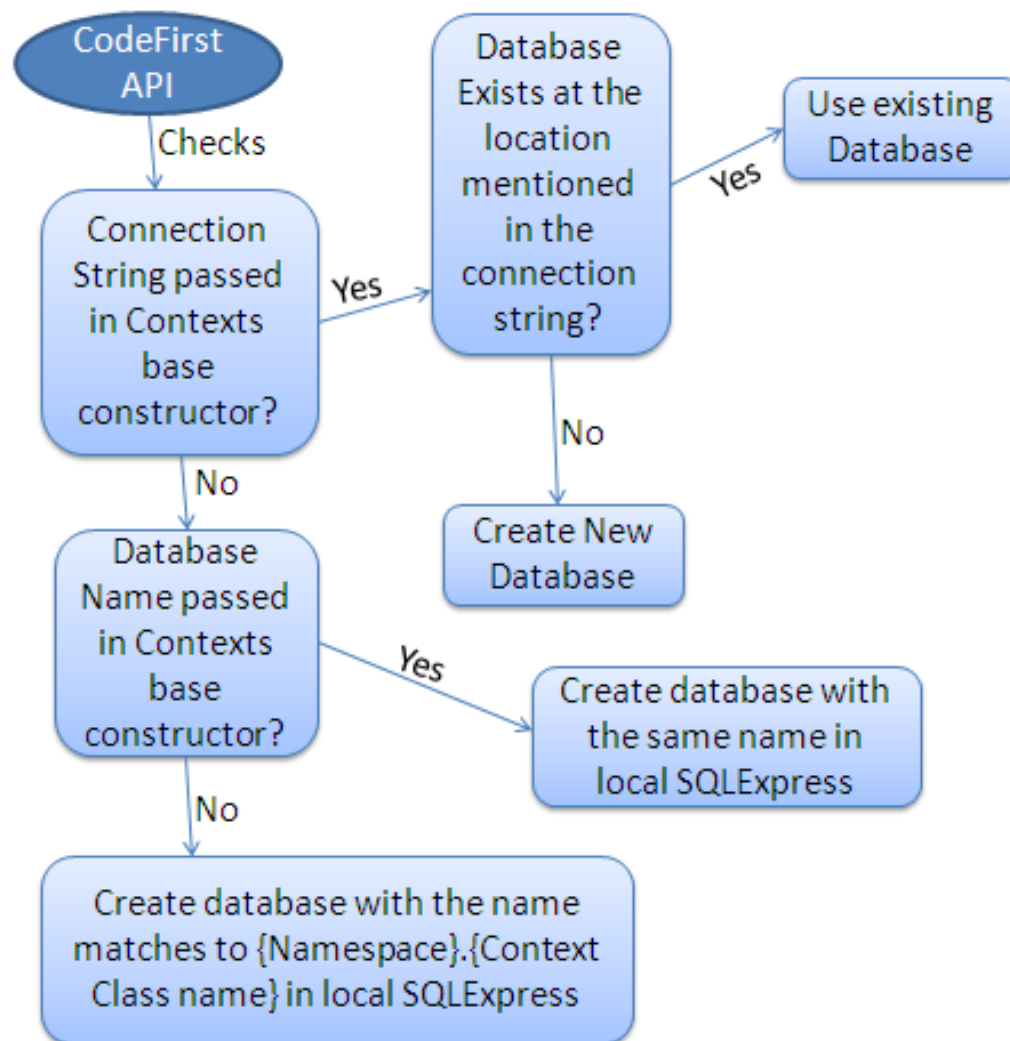 CodeFirst
API
Checks
Connection
String passed
in Contexts
base
constructor?
Yes
Database
Exists at the
location
mentioned
in the
connection
string?
Yes
Use existing
Database
No
Create New
Database
No
Database
Name passed
in Contexts
base
constructor?
Yes
Create database with
the same name in
local SQLExpress
No
Create database with the name
matches to {Namespace}.{Context
Class name} in local SQLExpress